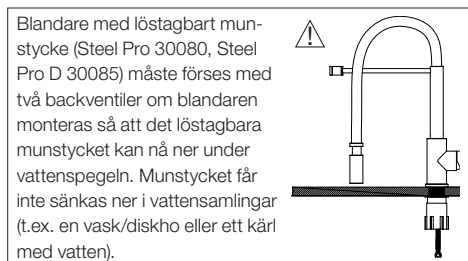 Blandare med löstagbart mun-
stycke (Steel Pro 30080, Steel
Pro D 30085) måste förses med
två backventiler om blandaren
monteras så att det löstagbara
munstycket kan nå ner under
vattenspegeln. Munstycket får
inte sänkas ner i vattensamlingar
(t.ex. en vask/diskho eller ett kärl
med vatten).